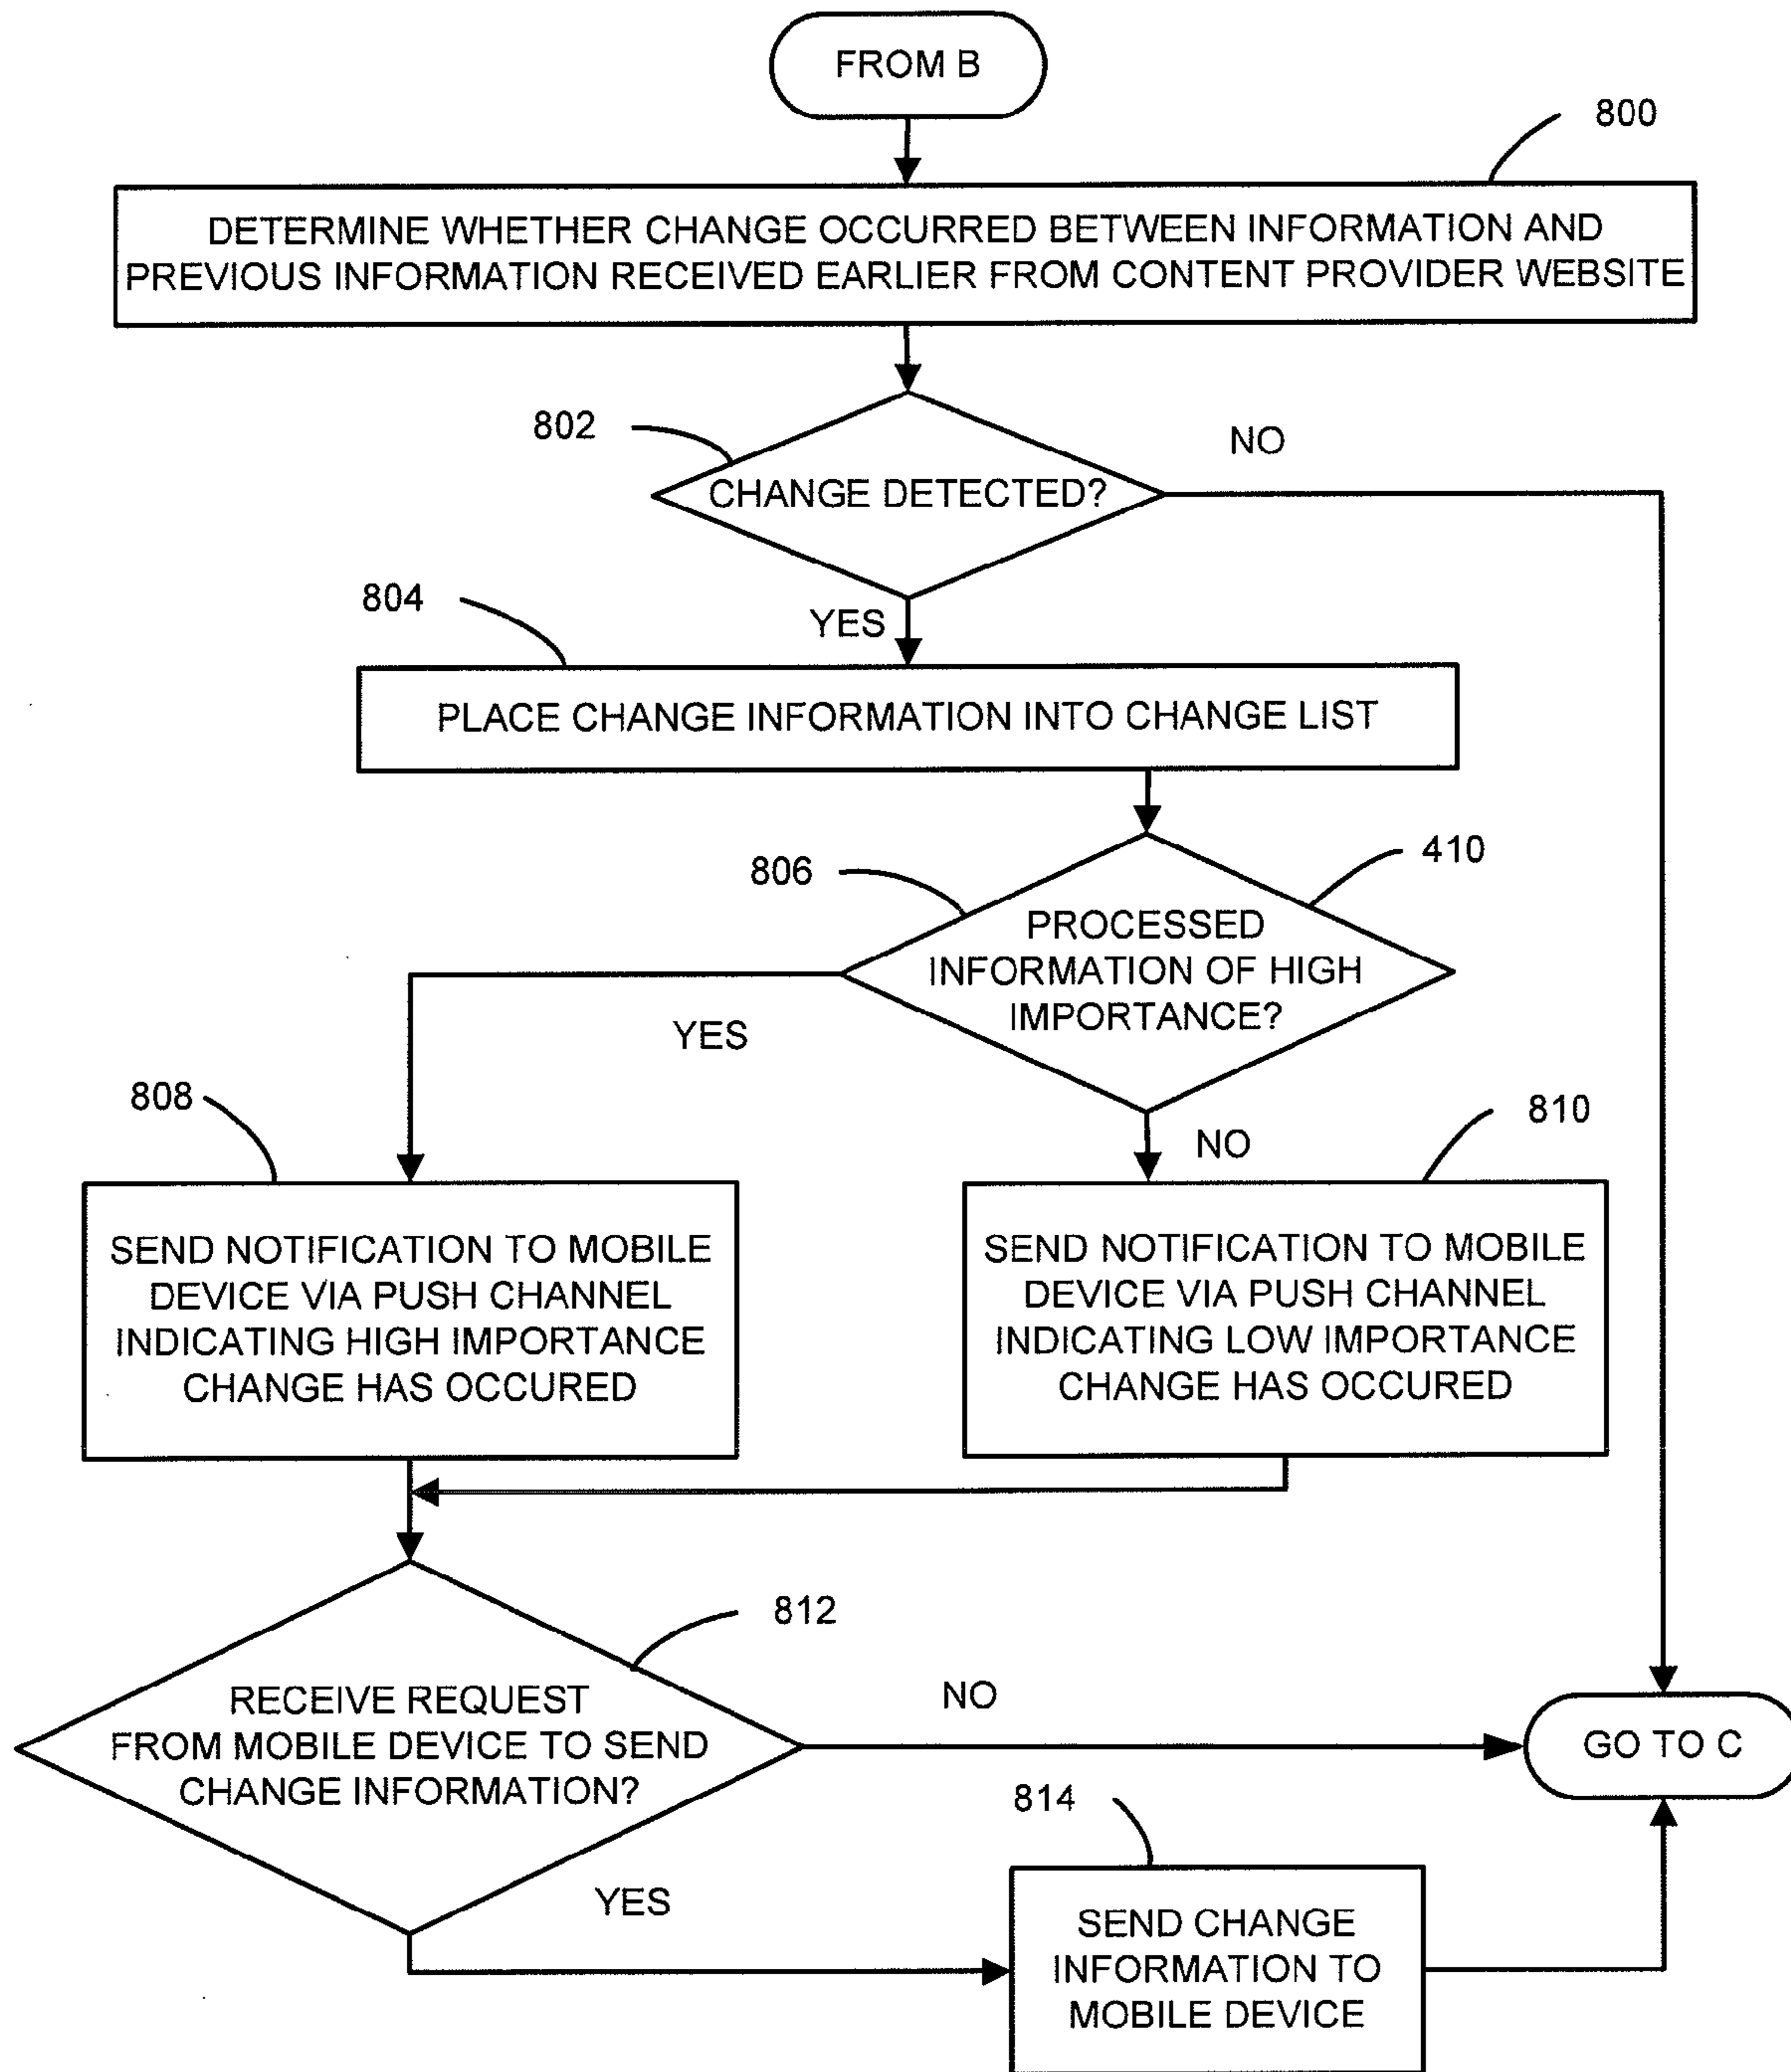 FROM B
800
DETERMINE WHETHER CHANGE OCCURRED BETWEEN INFORMATION AND
PREVIOUS INFORMATION RECEIVED EARLIER FROM CONTENT PROVIDER WEBSITE
802
NO
CHANGE DETECTED?
804
YES
PLACE CHANGE INFORMATION INTO CHANGE LIST
806
410
PROCESSED
INFORMATION OF HIGH
IMPORTANCE?
YES
808
810
NO
SEND NOTIFICATION TO MOBILE
DEVICE VIA PUSH CHANNEL
INDICATING HIGH IMPORTANCE
CHANGE HAS OCCURED
SEND NOTIFICATION TO MOBILE
DEVICE VIA PUSH CHANNEL
INDICATING LOW IMPORTANCE
CHANGE HAS OCCURED
812
RECEIVE REQUEST
FROM MOBILE DEVICE TO SEND
CHANGE INFORMATION?
NO
GO TO C
814
YES
SEND CHANGE
INFORMATION TO
MOBILE DEVICE